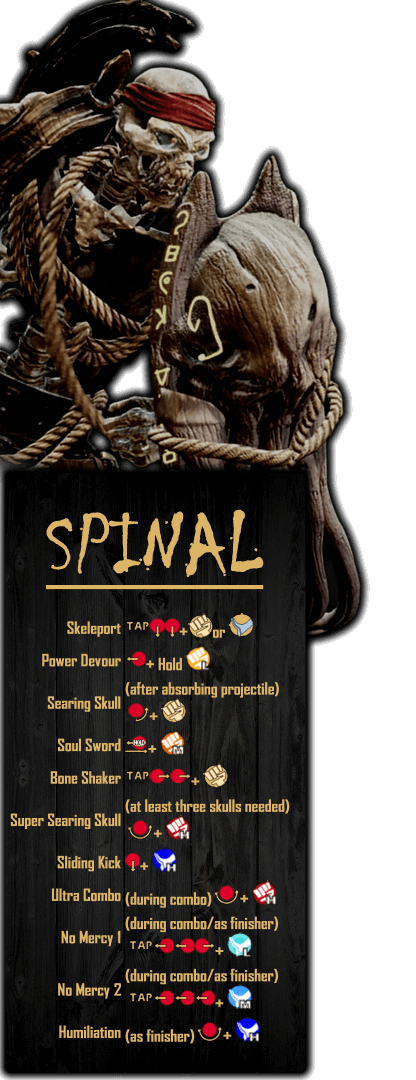 SPINAL
Skeleport TAP + or
Power Devour + Hold L
(after absorbing projectile)
Searing Skull +
Soul Sword HOLD + M
Bone Shaker TAP +
(at least three skulls needed)
Super Searing Skull + H
Sliding Kick + H
Ultra Combo (during combo) + H
(during combo/as finisher)
No Mercy 1 TAP + L
(during combo/as finisher)
No Mercy 2 TAP + M
Humiliation (as finisher) + H